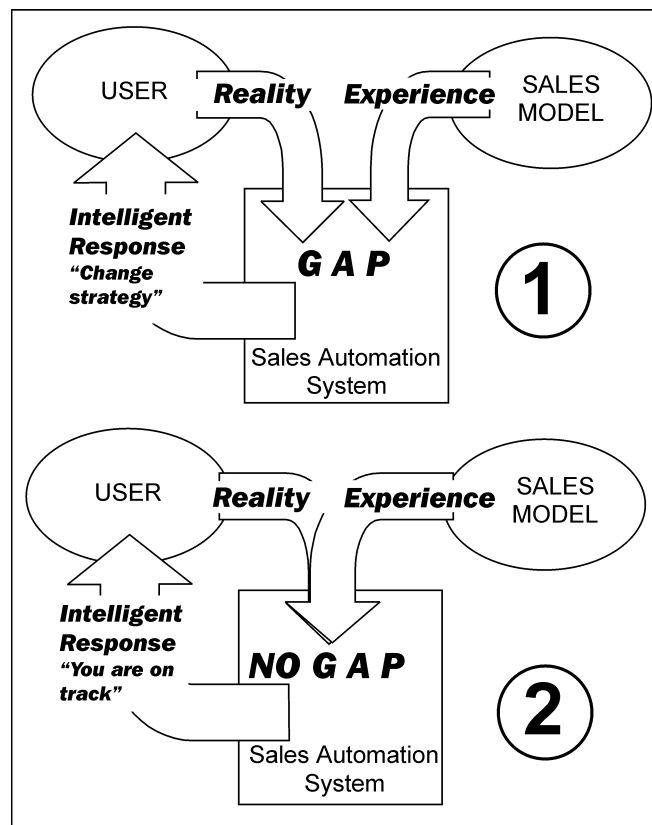 USER
Reality
Experience
SALES
MODEL
Intelligent
Response
“Change
strategy”
G A P
1
Sales Automation
System
USER
Reality
Experience
SALES
MODEL
Intelligent
Response
“You are on
track”
NO G A P
2
Sales Automation
System